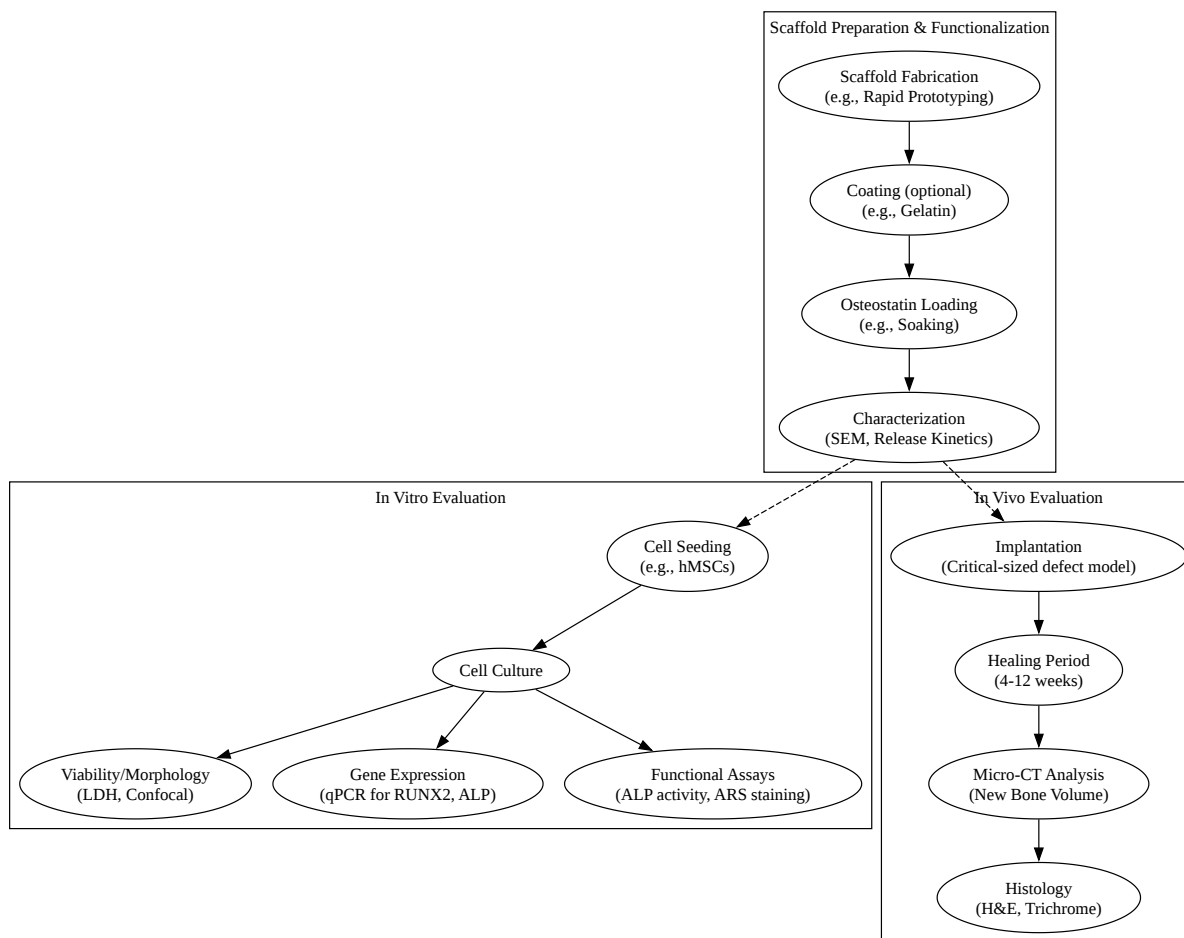 Scaffold Preparation & Functionalization
Scaffold Fabrication
(e.g., Rapid Prototyping)
Coating (optional)
(e.g., Gelatin)
Osteostatin Loading
(e.g., Soaking)
Characterization
(SEM, Release Kinetics)
In Vitro Evaluation
Cell Seeding
(e.g., hMSCs)
Cell Culture
Viability/Morphology
(LDH, Confocal)
Gene Expression
(qPCR for RUNX2, ALP)
Functional Assays
(ALP activity, ARS staining)
In Vivo Evaluation
Implantation
(Critical-sized defect model)
Healing Period
(4-12 weeks)
Micro-CT Analysis
(New Bone Volume)
Histology
(H&E, Trichrome)